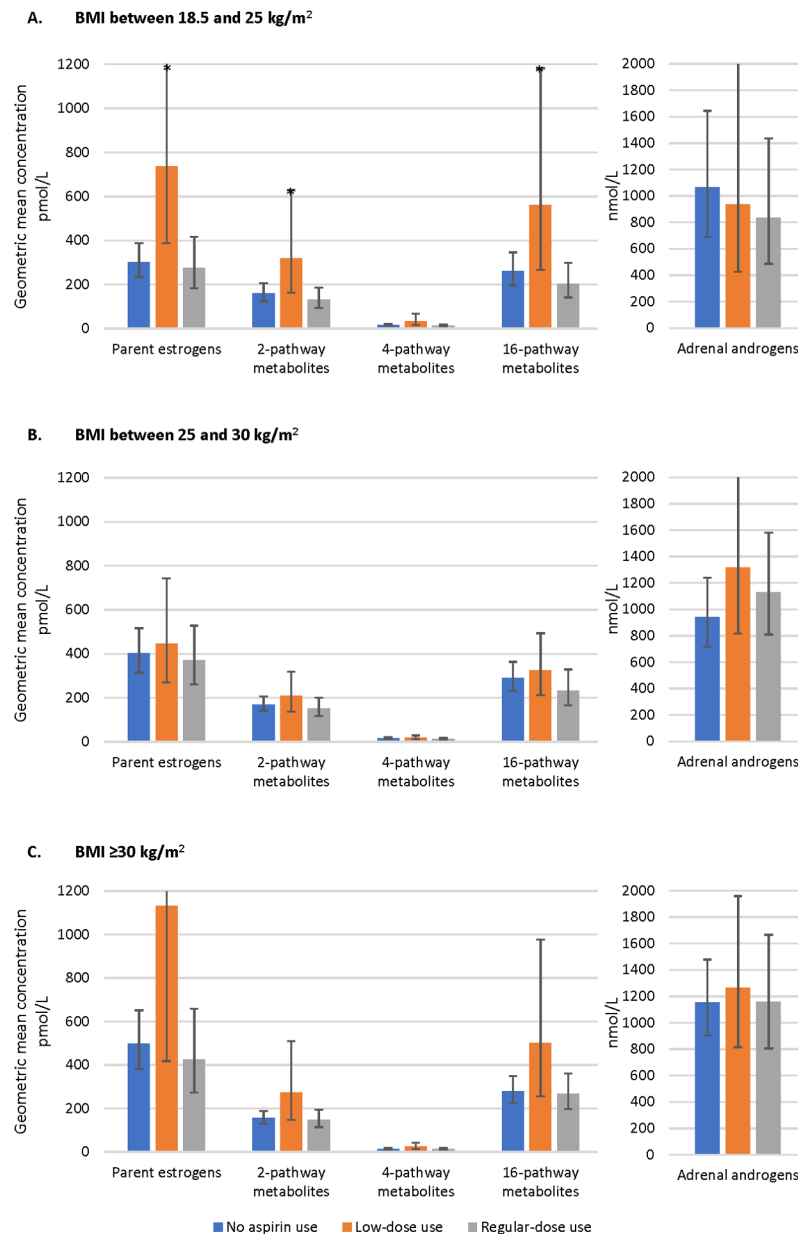 A. BMI between 18.5 and 25 kg/m²
Geometric mean concentration
pmol/L
1200
1000
800
600
400
200
0
*
*
*
Parent estrogens
2-pathway
metabolites
4-pathway
metabolites
16-pathway
metabolites
nmol/L
2000
1800
1600
1400
1200
1000
800
600
400
200
0
Adrenal androgens
B. BMI between 25 and 30 kg/m²
Geometric mean concentration
pmol/L
1200
1000
800
600
400
200
0
Parent estrogens
2-pathway
metabolites
4-pathway
metabolites
16-pathway
metabolites
nmol/L
2000
1800
1600
1400
1200
1000
800
600
400
200
0
Adrenal androgens
C. BMI ≥30 kg/m²
Geometric mean concentration
pmol/L
1200
1000
800
600
400
200
0
Parent estrogens
2-pathway
metabolites
4-pathway
metabolites
16-pathway
metabolites
nmol/L
2000
1800
1600
1400
1200
1000
800
600
400
200
0
Adrenal androgens
No aspirin use Low-dose use Regular-dose use